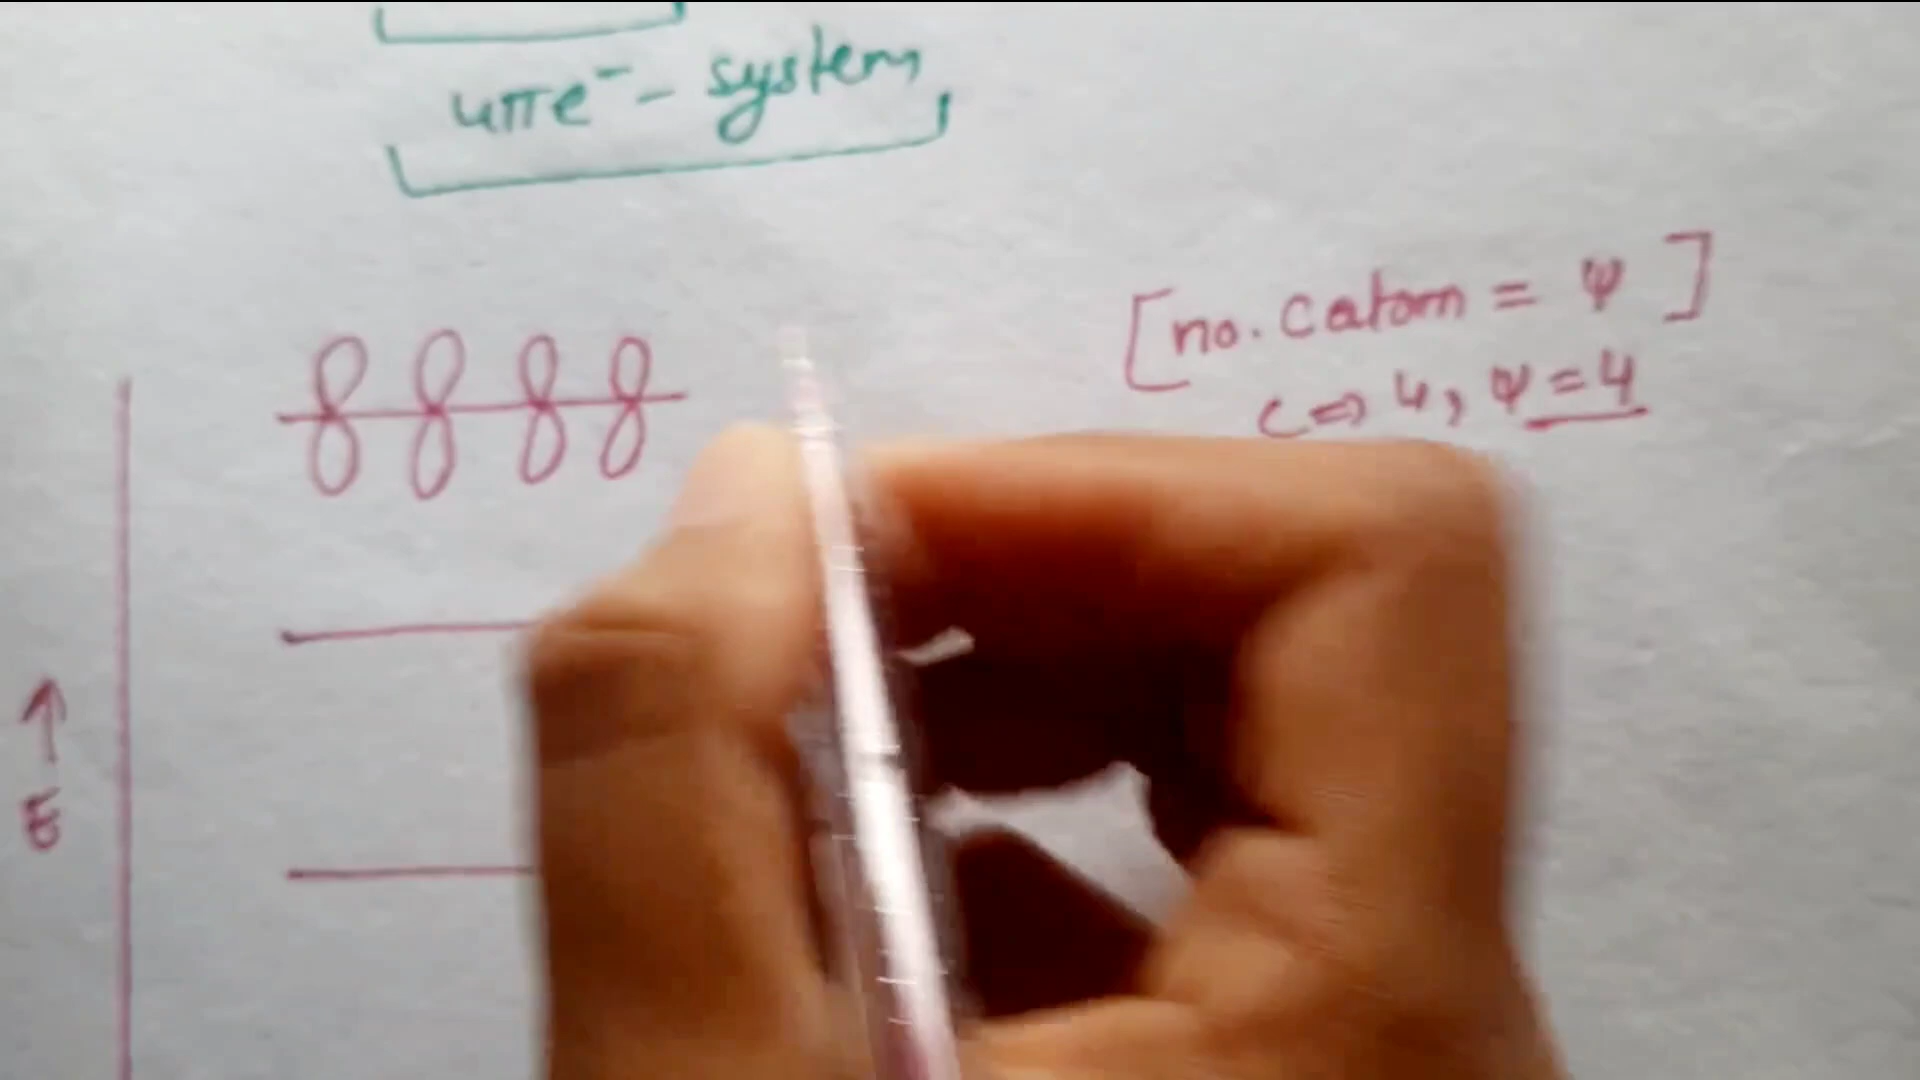 4πe⁻ - system
[no. C atom = ψ]
C ⇒ 4, ψ = 4
E →